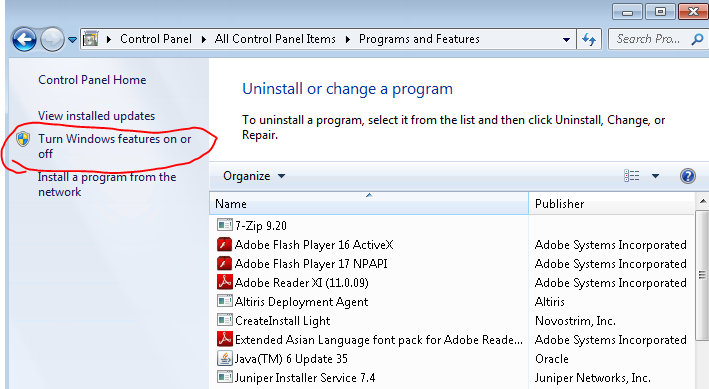 Control Panel All Control Panel Items Programs and Features Search Pro...
Control Panel Home
View installed updates
Turn Windows features on or
off
Install a program from the
network
Uninstall or change a program
To uninstall a program, select it from the list and then click Uninstall, Change, or
Repair.
Organize
Name Publisher
7-Zip 9.20
Adobe Flash Player 16 ActiveX Adobe Systems Incorporated
Adobe Flash Player 17 NPAPI Adobe Systems Incorporated
Adobe Reader XI (11.0.09) Adobe Systems Incorporated
Altiris Deployment Agent Altiris
CreateInstall Light Novostrim, Inc.
Extended Asian Language font pack for Adobe Reade... Adobe Systems Incorporated
Java(TM) 6 Update 35 Oracle
Juniper Installer Service 7.4 Juniper Networks, Inc.